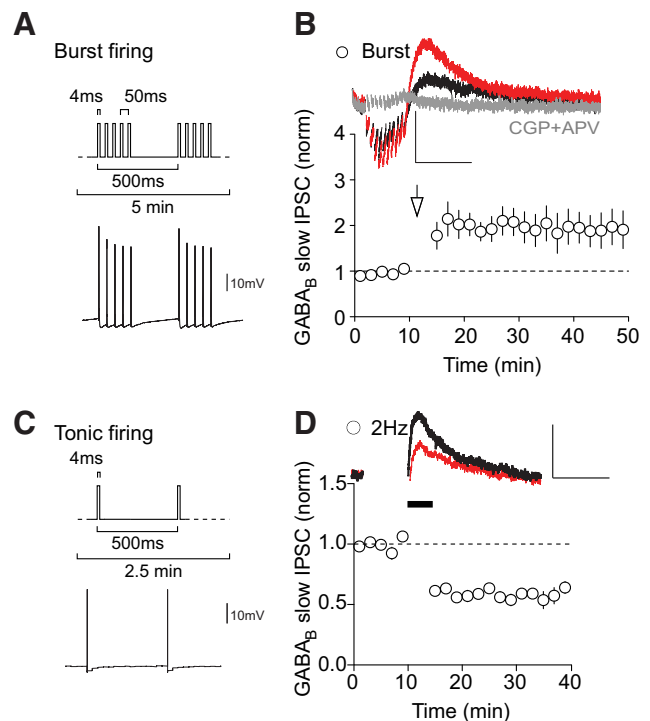 A
Burst firing
4ms
50ms
500ms
5 min
10mV
B
Burst
CGP+APV
GABA_B slow IPSC (norm)
4
3
2
1
0
0
10
20
30
40
50
Time (min)
C
Tonic firing
4ms
500ms
2.5 min
10mV
D
2Hz
GABA_B slow IPSC (norm)
1.5
1.0
0.5
0.0
0
10
20
30
40
Time (min)